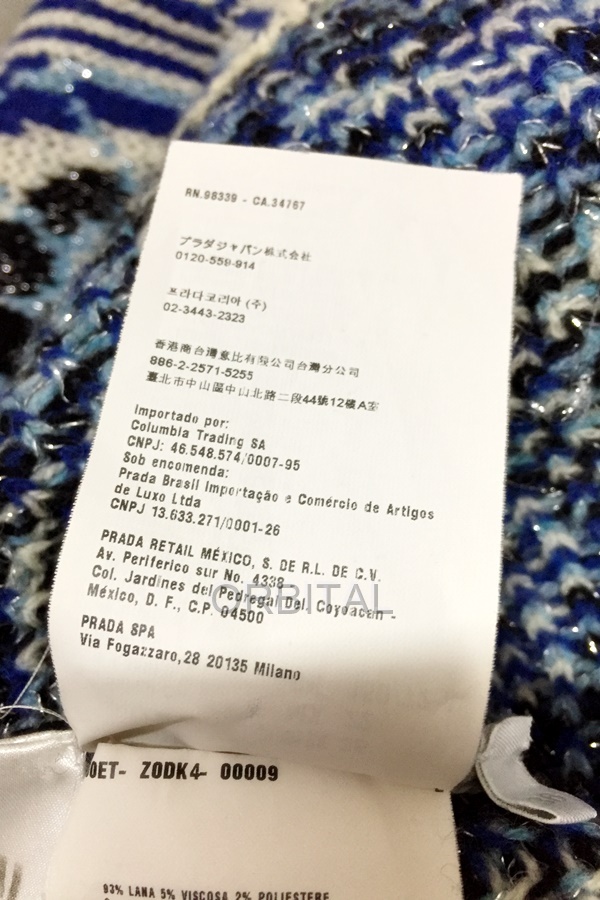 RN.98339 - CA.34767
プラダジャパン株式会社
0120-559-914
프라다코리아 (주)
02-3443-2323
香港商台灣意比有限公司台灣分公司
886-2-2571-5255
臺北市中山區中山北路二段44號12樓A室
Importado por:
Columbia Trading SA
CNPJ: 46.548.574/0007-95
Sob encomenda:
Prada Brasil Importação e Comércio de Artigos
de Luxo Ltda
CNPJ 13.633.271/0001-26
PRADA RETAIL MÉXICO, S. DE R.L. DE C.V.
Av. Periferico sur No. 4338-
Col. Jardines del Pedregal Del. Coyoacan -
México, D. F., C.P. 04500
ORBITAL
PRADA SPA
Via Fogazzaro,28 20135 Milano
Z0DK4- 00009
93% LANA 5% VISCOSA 2% POLIESTERE